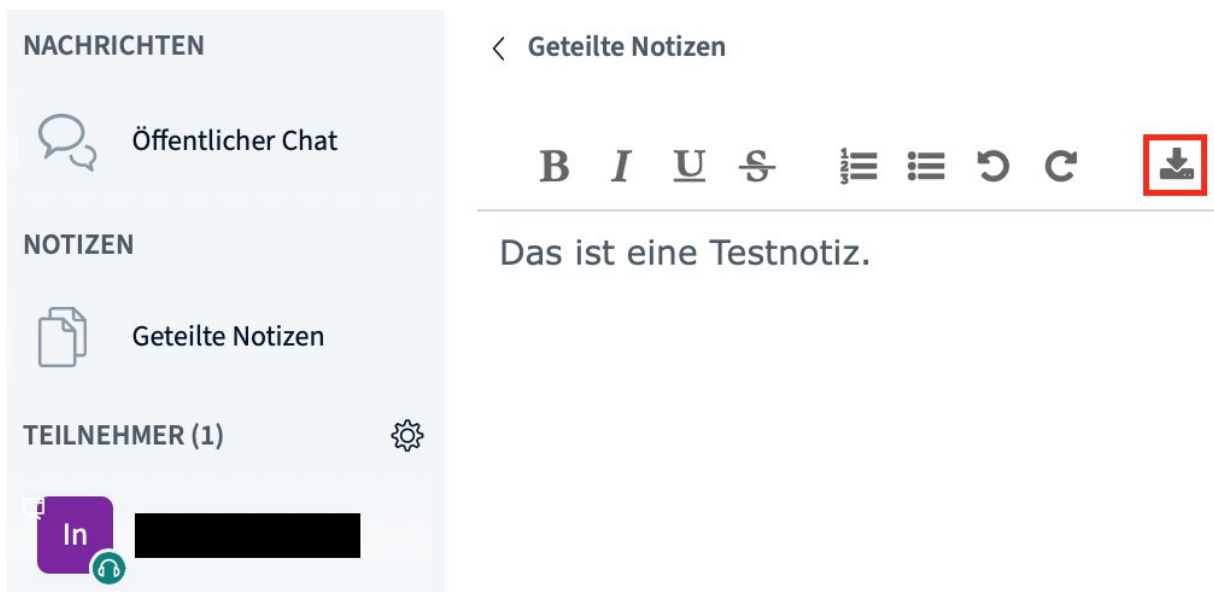 NACHRICHTEN
Öffentlicher Chat
NOTIZEN
Geteilte Notizen
TEILNEHMER (1)
In
Geteilte Notizen
B I U S
Das ist eine Testnotiz.